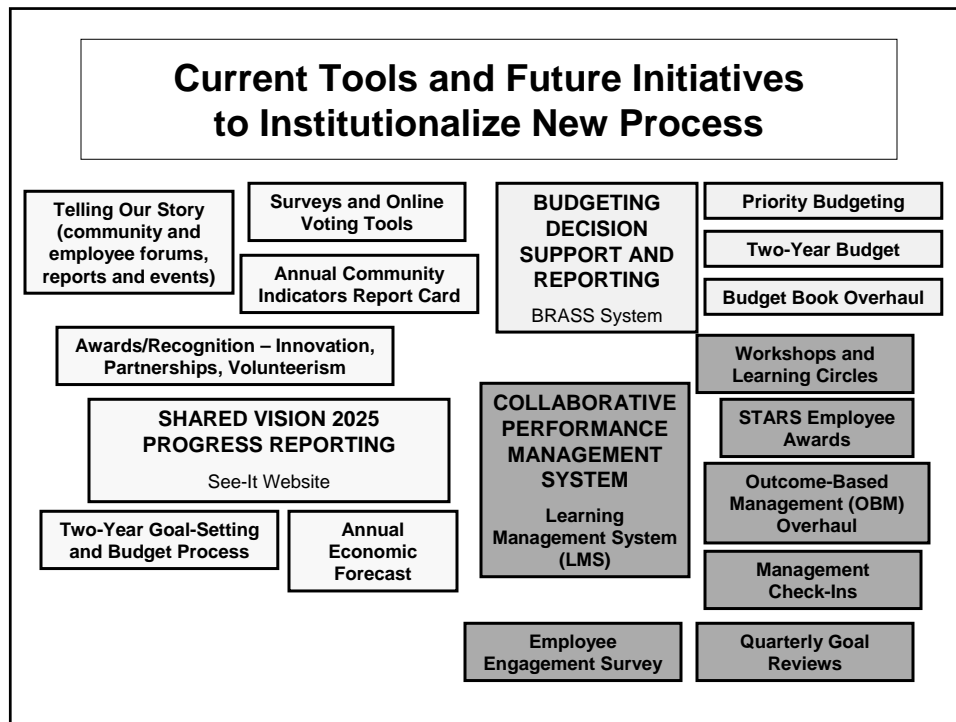 Current Tools and Future Initiatives
to Institutionalize New Process
Telling Our Story
(community and
employee forums,
reports and events)
Surveys and Online
Voting Tools
Annual Community
Indicators Report Card
Awards/Recognition – Innovation,
Partnerships, Volunteerism
SHARED VISION 2025
PROGRESS REPORTING
See-It Website
Two-Year Goal-Setting
and Budget Process
Annual
Economic
Forecast
BUDGETING
DECISION
SUPPORT AND
REPORTING
BRASS System
Priority Budgeting
Two-Year Budget
Budget Book Overhaul
COLLABORATIVE
PERFORMANCE
MANAGEMENT
SYSTEM
Learning
Management System
(LMS)
Workshops and
Learning Circles
STARS Employee
Awards
Outcome-Based
Management (OBM)
Overhaul
Management
Check-Ins
Employee
Engagement Survey
Quarterly Goal
Reviews